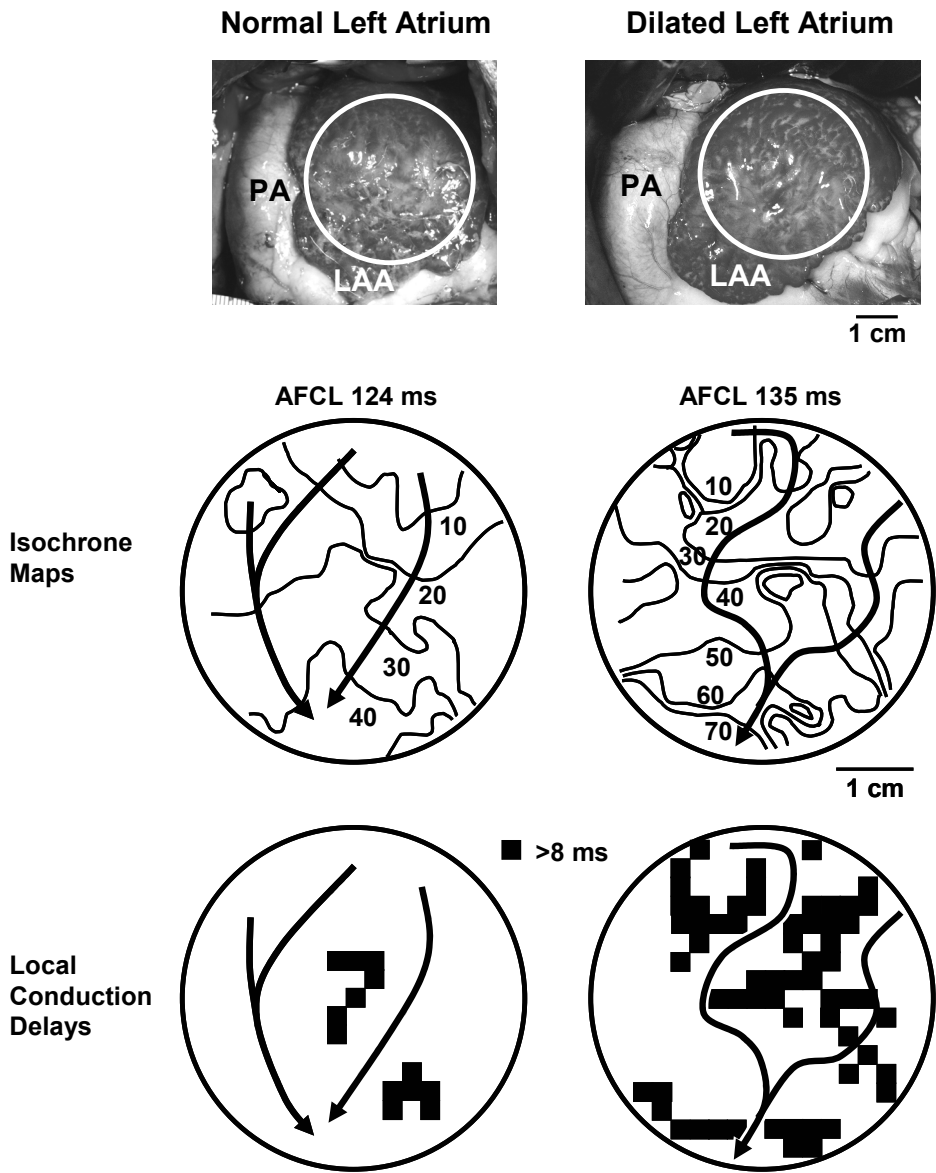 Normal Left Atrium
Dilated Left Atrium
PA
LAA
PA
LAA
1 cm
AFCL 124 ms
AFCL 135 ms
Isochrone
Maps
10
20
30
40
10
20
30
40
50
60
70
1 cm
>8 ms
Local
Conduction
Delays